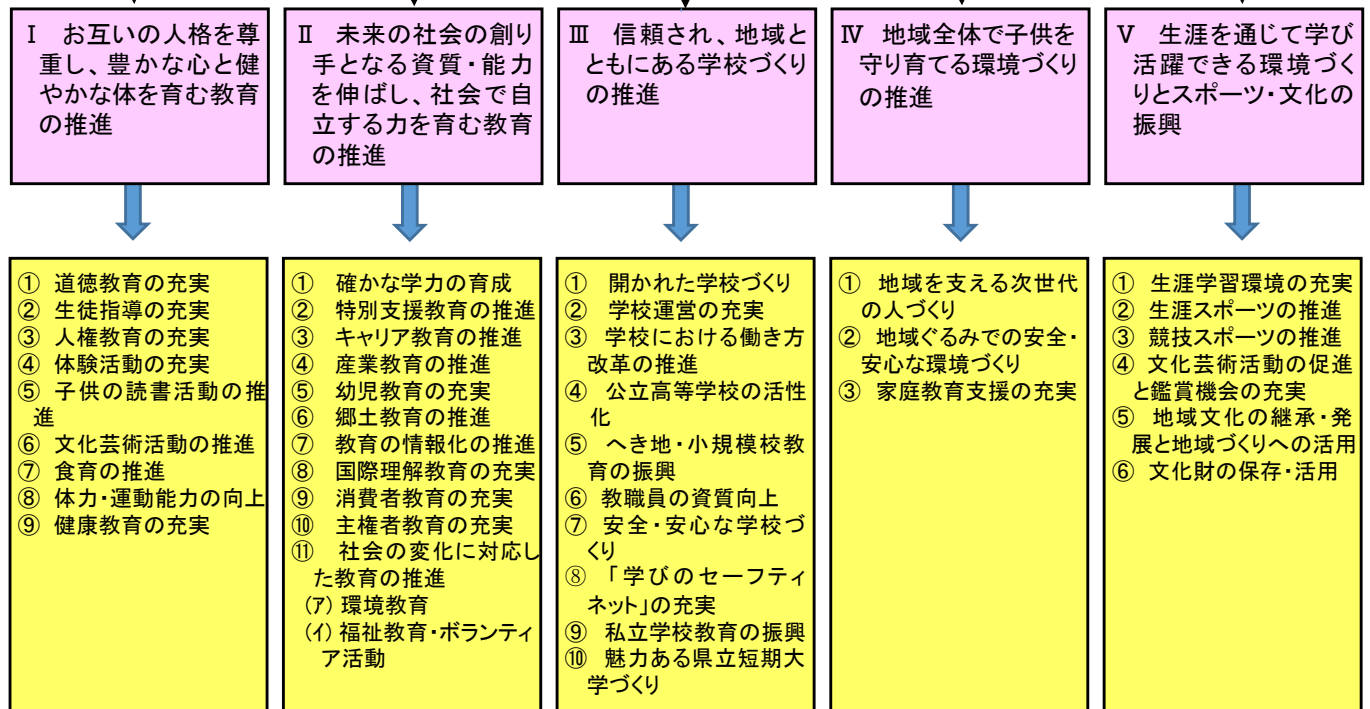 Ⅰ お互いの人格を尊
重し、豊かな心と健
やかな体を育む教育
の推進
Ⅱ 未来の社会の創り
手となる資質・能力
を伸ばし、社会で自
立する力を育む教育
の推進
Ⅲ 信頼され、地域と
ともにある学校づくり
の推進
Ⅳ 地域全体で子供を
守り育てる環境づくり
の推進
Ⅴ 生涯を通じて学び
活躍できる環境づく
りとスポーツ・文化の
振興
① 道徳教育の充実
② 生徒指導の充実
③ 人権教育の充実
④ 体験活動の充実
⑤ 子供の読書活動の推
進
⑥ 文化芸術活動の推進
⑦ 食育の推進
⑧ 体力・運動能力の向上
⑨ 健康教育の充実
① 確かな学力の育成
② 特別支援教育の推進
③ キャリア教育の推進
④ 産業教育の推進
⑤ 幼児教育の充実
⑥ 郷土教育の推進
⑦ 教育の情報化の推進
⑧ 国際理解教育の充実
⑨ 消費者教育の充実
⑩ 主権者教育の充実
⑪ 社会の変化に対応し
た教育の推進
(ア) 環境教育
(イ) 福祉教育・ボランティ
ア活動
① 開かれた学校づくり
② 学校運営の充実
③ 学校における働き方
改革の推進
④ 公立高等学校の活性
化
⑤ へき地・小規模校教
育の振興
⑥ 教職員の資質向上
⑦ 安全・安心な学校づ
くり
⑧ 「学びのセーフティ
ネット」の充実
⑨ 私立学校教育の振興
⑩ 魅力ある県立短期大
学づくり
① 地域を支える次世代
の人づくり
② 地域ぐるみでの安全・
安心な環境づくり
③ 家庭教育支援の充実
① 生涯学習環境の充実
② 生涯スポーツの推進
③ 競技スポーツの推進
④ 文化芸術活動の促進
と鑑賞機会の充実
⑤ 地域文化の継承・発
展と地域づくりへの活用
⑥ 文化財の保存・活用